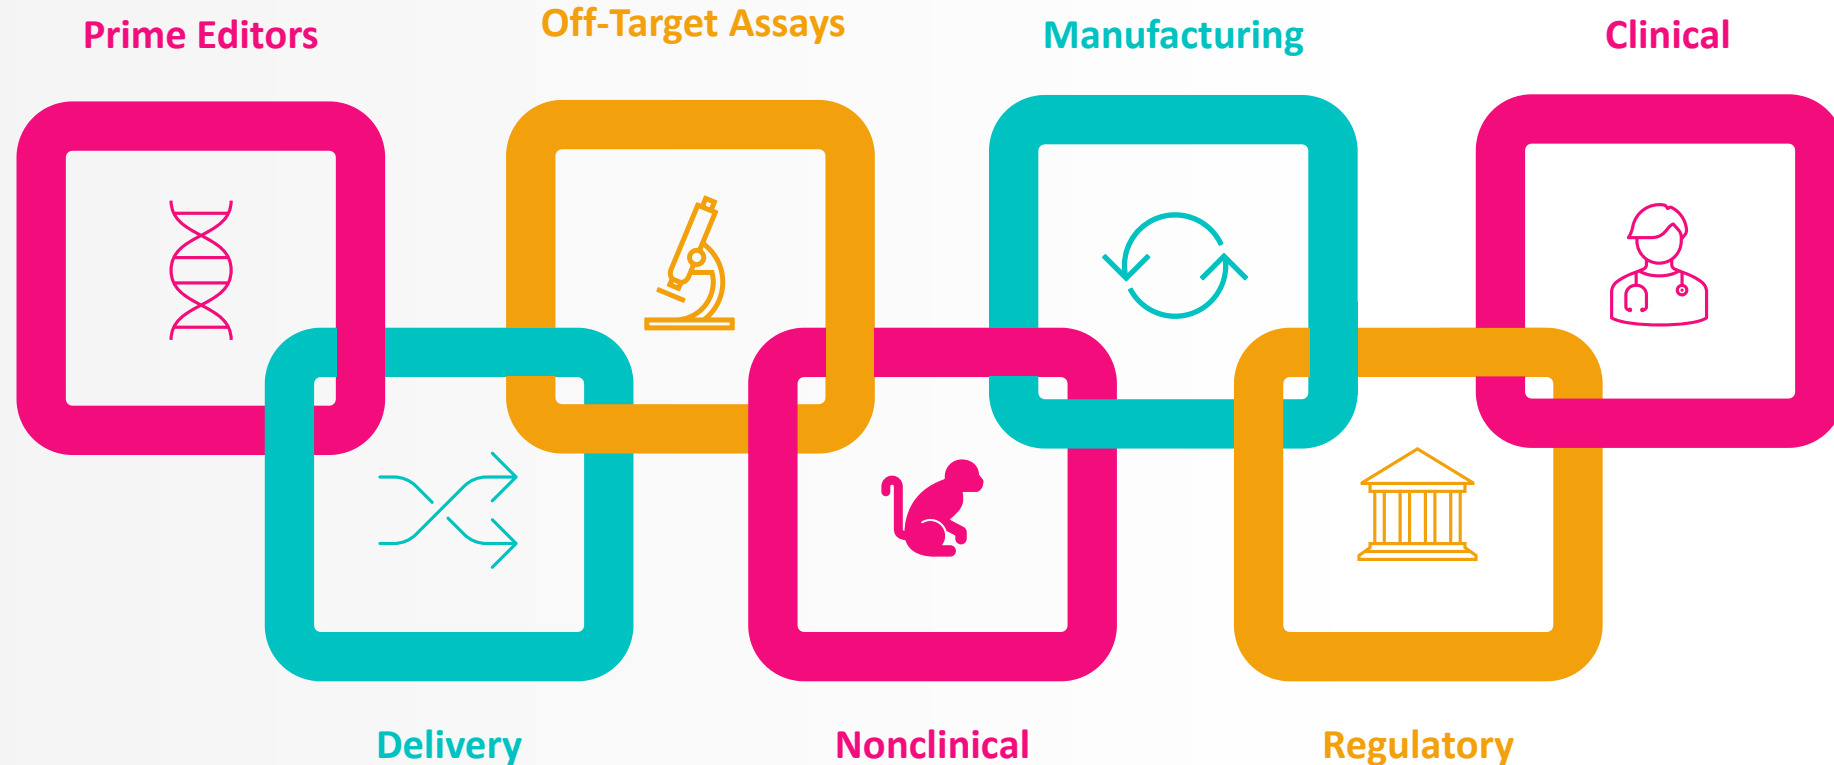 Prime Editors
Off-Target Assays
Manufacturing
Clinical
Delivery
Nonclinical
Regulatory